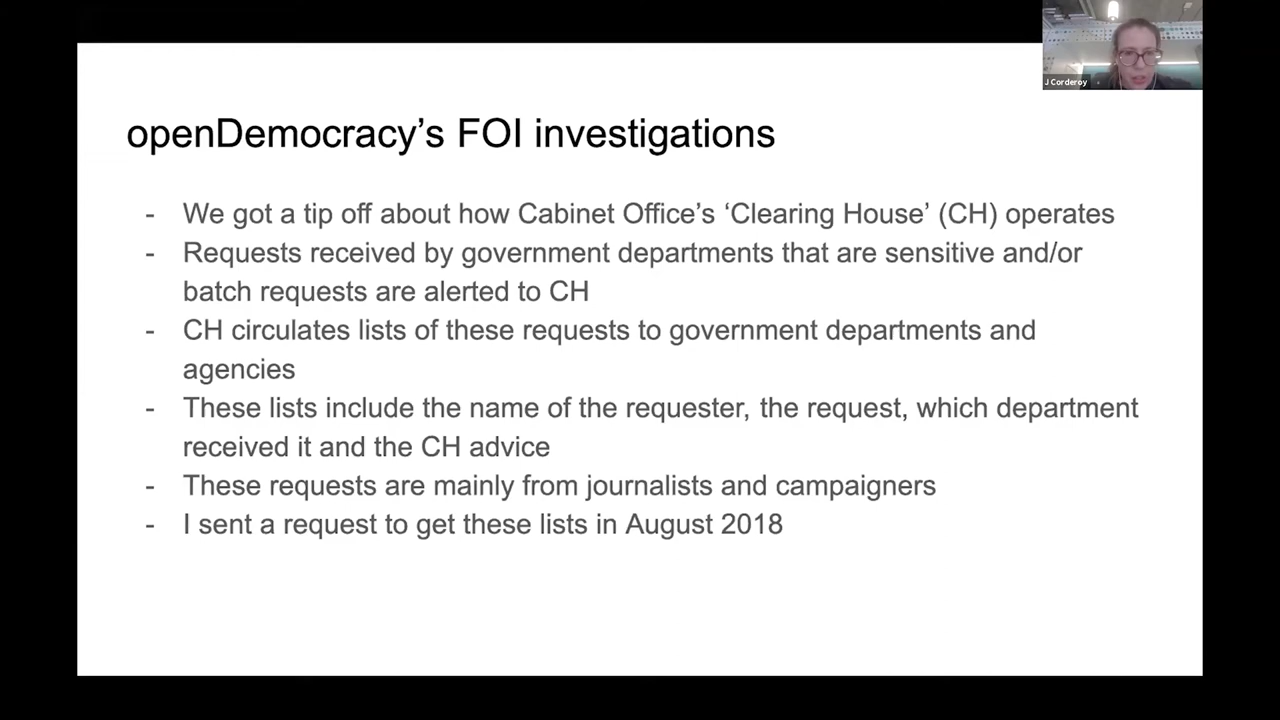 J Corderoy
openDemocracy’s FOI investigations
- We got a tip off about how Cabinet Office’s ‘Clearing House’ (CH) operates
- Requests received by government departments that are sensitive and/or
batch requests are alerted to CH
- CH circulates lists of these requests to government departments and
agencies
- These lists include the name of the requester, the request, which department
received it and the CH advice
- These requests are mainly from journalists and campaigners
- I sent a request to get these lists in August 2018